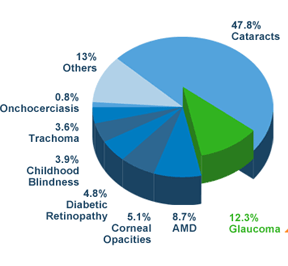 47.8%
Cataracts
13%
Others
0.8%
Onchocerciasis
3.6%
Trachoma
3.9%
Childhood
Blindness
4.8%
Diabetic
Retinopathy
5.1%
Corneal
Opacities
8.7%
AMD
12.3%
Glaucoma